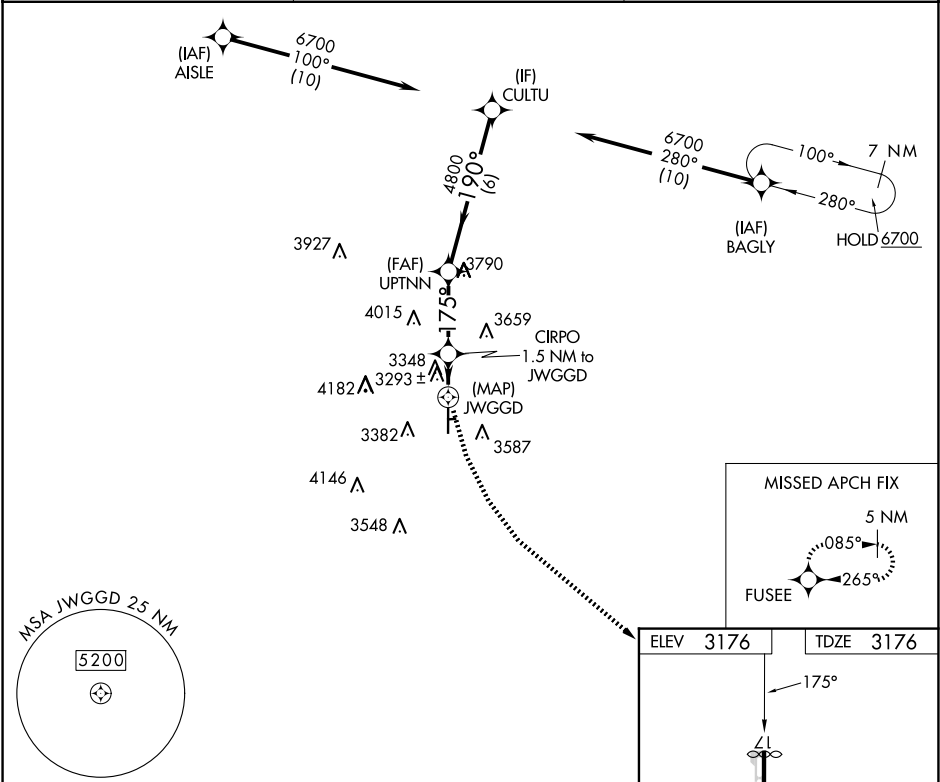 (IAF)
AISLE
6700
100°
(10)
(IF)
CULTU
6700
280°
(10)
100°
7 NM
280°
(IAF)
BAGLY
HOLD 6700
4800
190°
(6)
3927
(FAF)
UPTNN
3790
4015
175°
3659
CIRPO
1.5 NM to
JWGGD
3348
3293 ±
4182
(MAP)
JWGGD
3382
3587
4146
3548
MISSED APCH FIX
5 NM
085°
265°
FUSEE
MSA JWGGD 25 NM
5200
ELEV 3176
TDZE 3176
175°
17